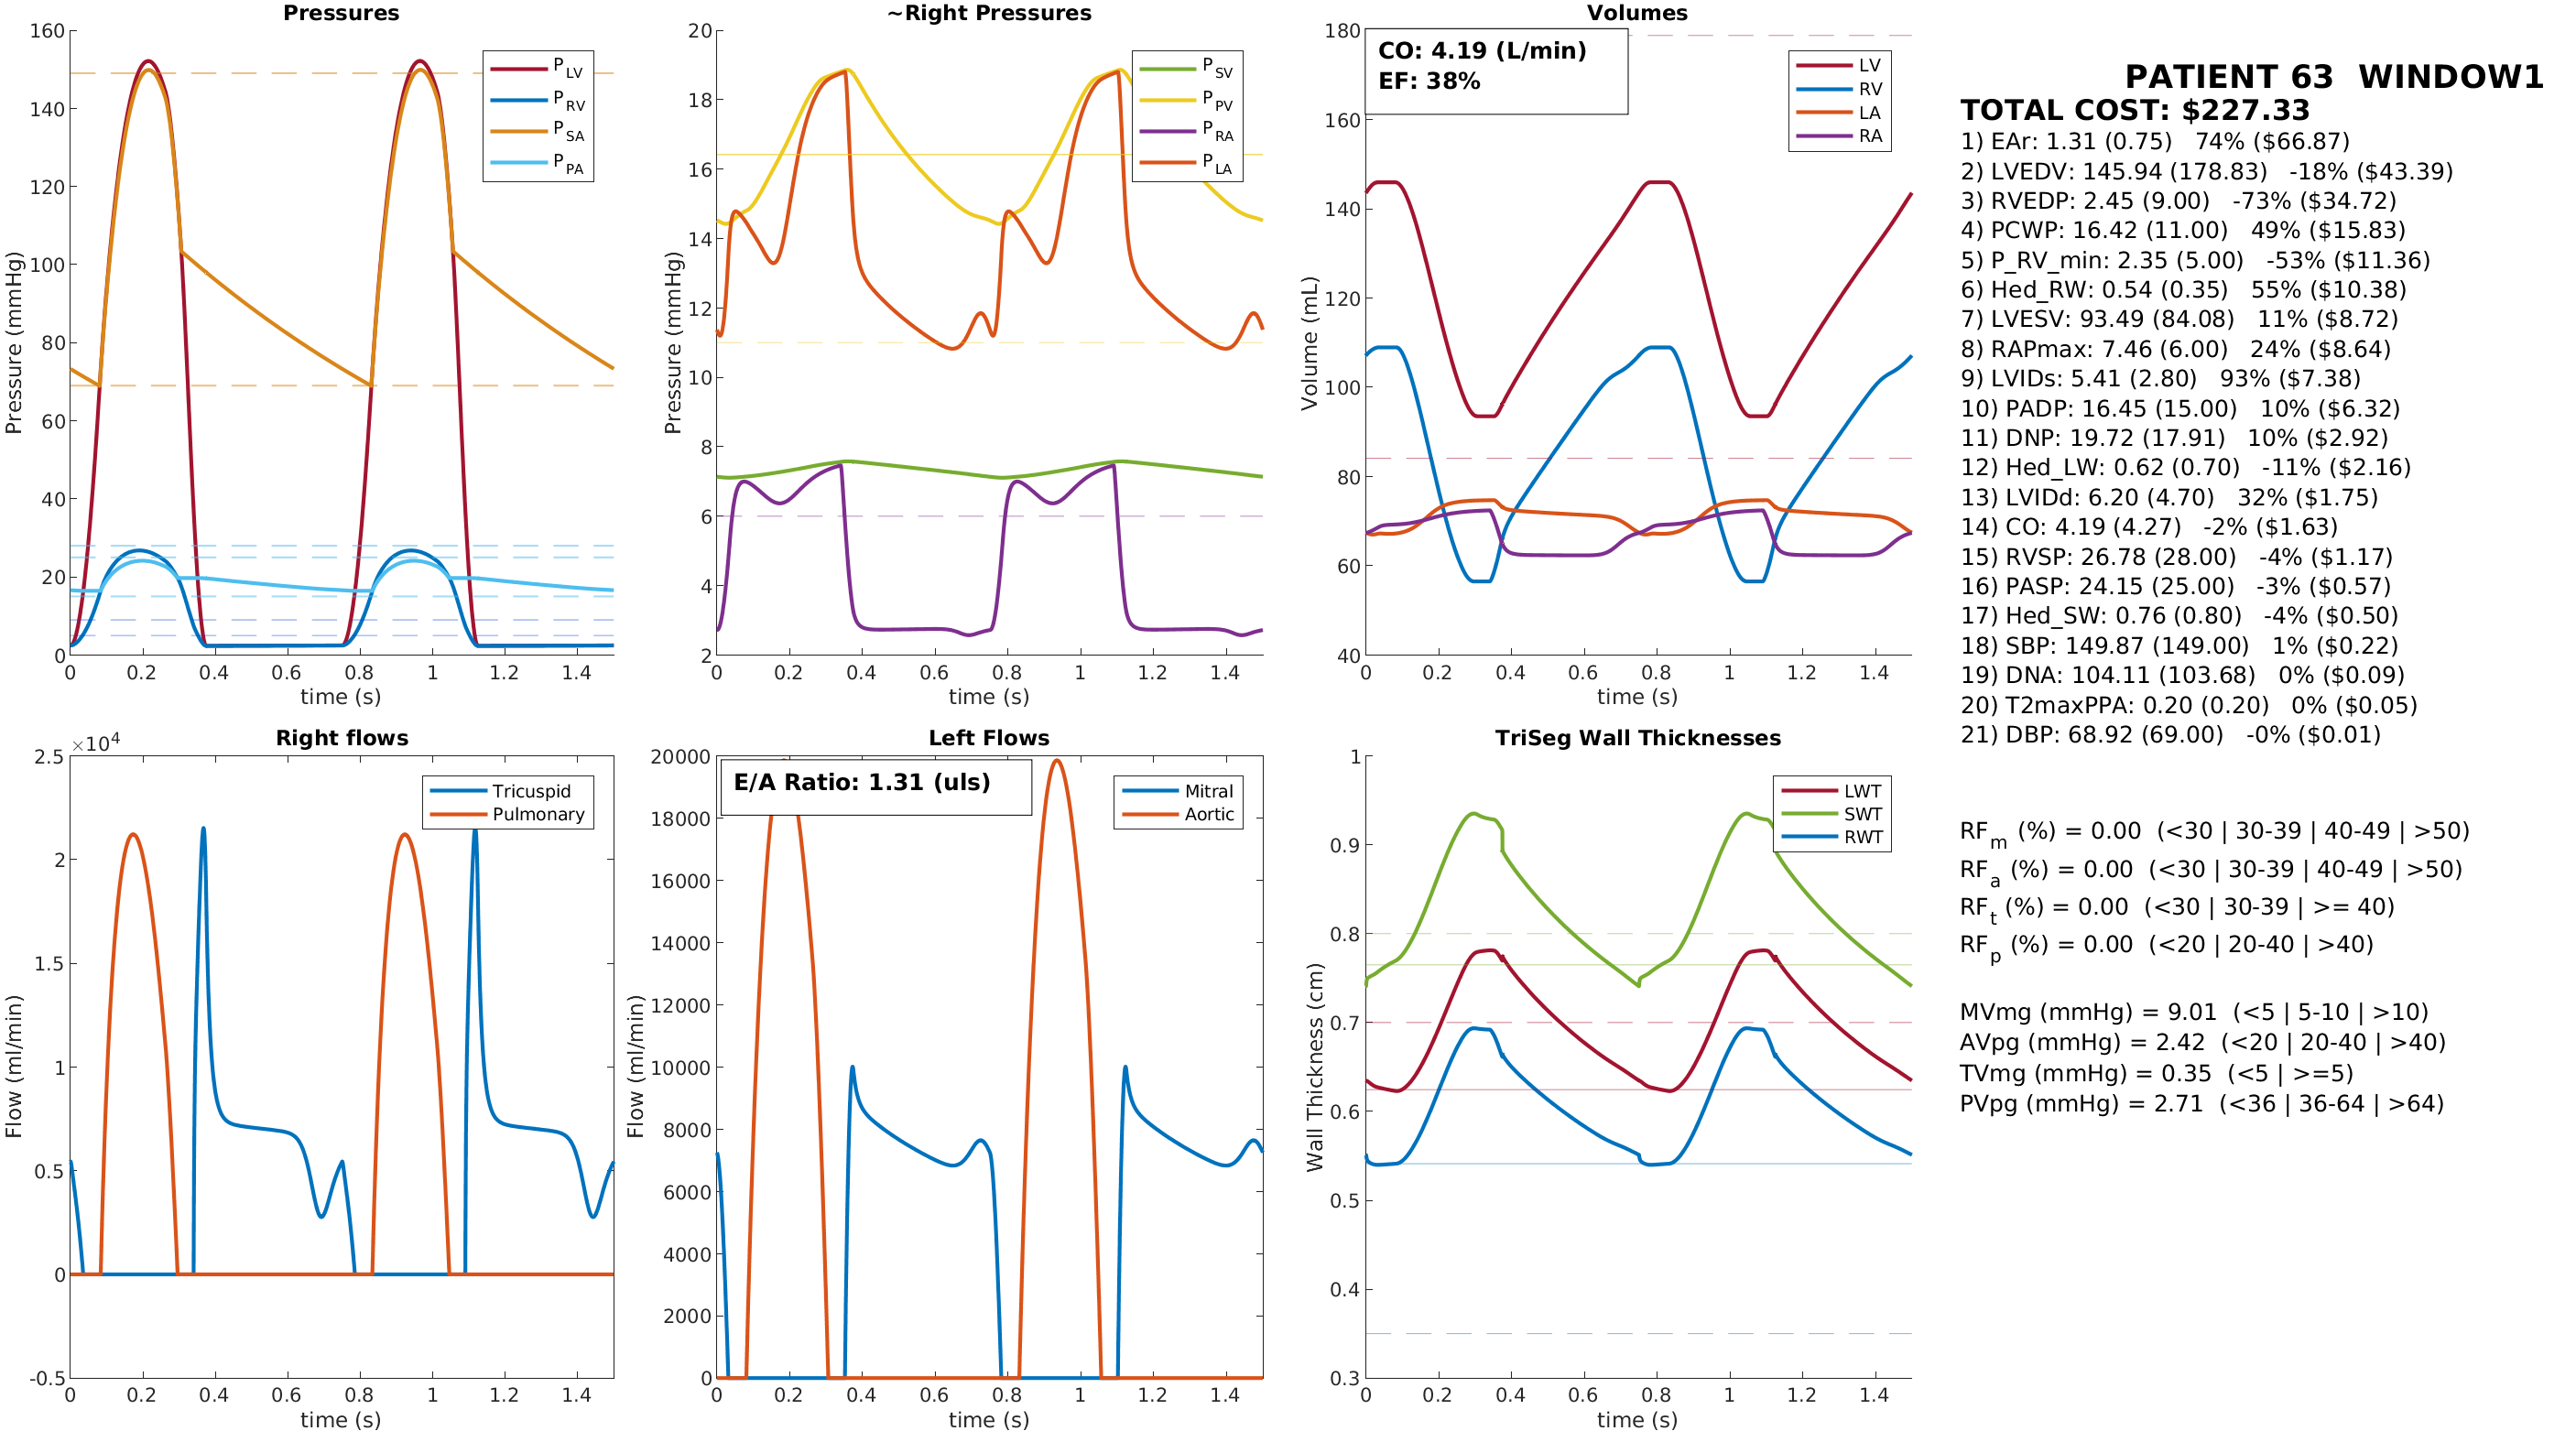 Pressures
160
140
120
100
80
60
40
20
0
0 0.2 0.4 0.6 0.8 1 1.2 1.4
Pressure (mmHg)
time (s)
P LV
P RV
P SA
P PA
~Right Pressures
20
18
16
14
12
10
8
6
4
2
0 0.2 0.4 0.6 0.8 1 1.2 1.4
Pressure (mmHg)
time (s)
P SV
P PV
P RA
P LA
Volumes
180
160
140
120
100
80
60
40
0 0.2 0.4 0.6 0.8 1 1.2 1.4
Volume (mL)
time (s)
CO: 4.19 (L/min)
EF: 38%
LV
RV
LA
RA
PATIENT 63 WINDOW1
TOTAL COST: $227.33
1) EAr: 1.31 (0.75) 74% ($66.87)
2) LVEDV: 145.94 (178.83) -18% ($43.39)
3) RVEDP: 2.45 (9.00) -73% ($34.72)
4) PCWP: 16.42 (11.00) 49% ($15.83)
5) P_RV_min: 2.35 (5.00) -53% ($11.36)
6) Hed_RW: 0.54 (0.35) 55% ($10.38)
7) LVESV: 93.49 (84.08) 11% ($8.72)
8) RAPmax: 7.46 (6.00) 24% ($8.64)
9) LVIDs: 5.41 (2.80) 93% ($7.38)
10) PADP: 16.45 (15.00) 10% ($6.32)
11) DNP: 19.72 (17.91) 10% ($2.92)
12) Hed_LW: 0.62 (0.70) -11% ($2.16)
13) LVIDd: 6.20 (4.70) 32% ($1.75)
14) CO: 4.19 (4.27) -2% ($1.63)
15) RVSP: 26.78 (28.00) -4% ($1.17)
16) PASP: 24.15 (25.00) -3% ($0.57)
17) Hed_SW: 0.76 (0.80) -4% ($0.50)
18) SBP: 149.87 (149.00) 1% ($0.22)
19) DNA: 104.11 (103.68) 0% ($0.09)
20) T2maxPPA: 0.20 (0.20) 0% ($0.05)
21) DBP: 68.92 (69.00) -0% ($0.01)
RF m (%) = 0.00 (<30 | 30-39 | 40-49 | >50)
RF a (%) = 0.00 (<30 | 30-39 | 40-49 | >50)
RF t (%) = 0.00 (<30 | 30-39 | >= 40)
RF p (%) = 0.00 (<20 | 20-40 | >40)
MVmg (mmHg) = 9.01 (<5 | 5-10 | >10)
AVpg (mmHg) = 2.42 (<20 | 20-40 | >40)
TVmg (mmHg) = 0.35 (<5 | >=5)
PVpg (mmHg) = 2.71 (<36 | 36-64 | >64)
Right flows
×10 4
2.5
2
1.5
1
0.5
0
-0.5
0 0.2 0.4 0.6 0.8 1 1.2 1.4
Flow (ml/min)
time (s)
Tricuspid
Pulmonary
Left Flows
20000
18000
16000
14000
12000
10000
8000
6000
4000
2000
0
0 0.2 0.4 0.6 0.8 1 1.2 1.4
Flow (ml/min)
time (s)
E/A Ratio: 1.31 (uls)
Mitral
Aortic
TriSeg Wall Thicknesses
1
0.9
0.8
0.7
0.6
0.5
0.4
0.3
0 0.2 0.4 0.6 0.8 1 1.2 1.4
Wall Thickness (cm)
time (s)
LWT
SWT
RWT